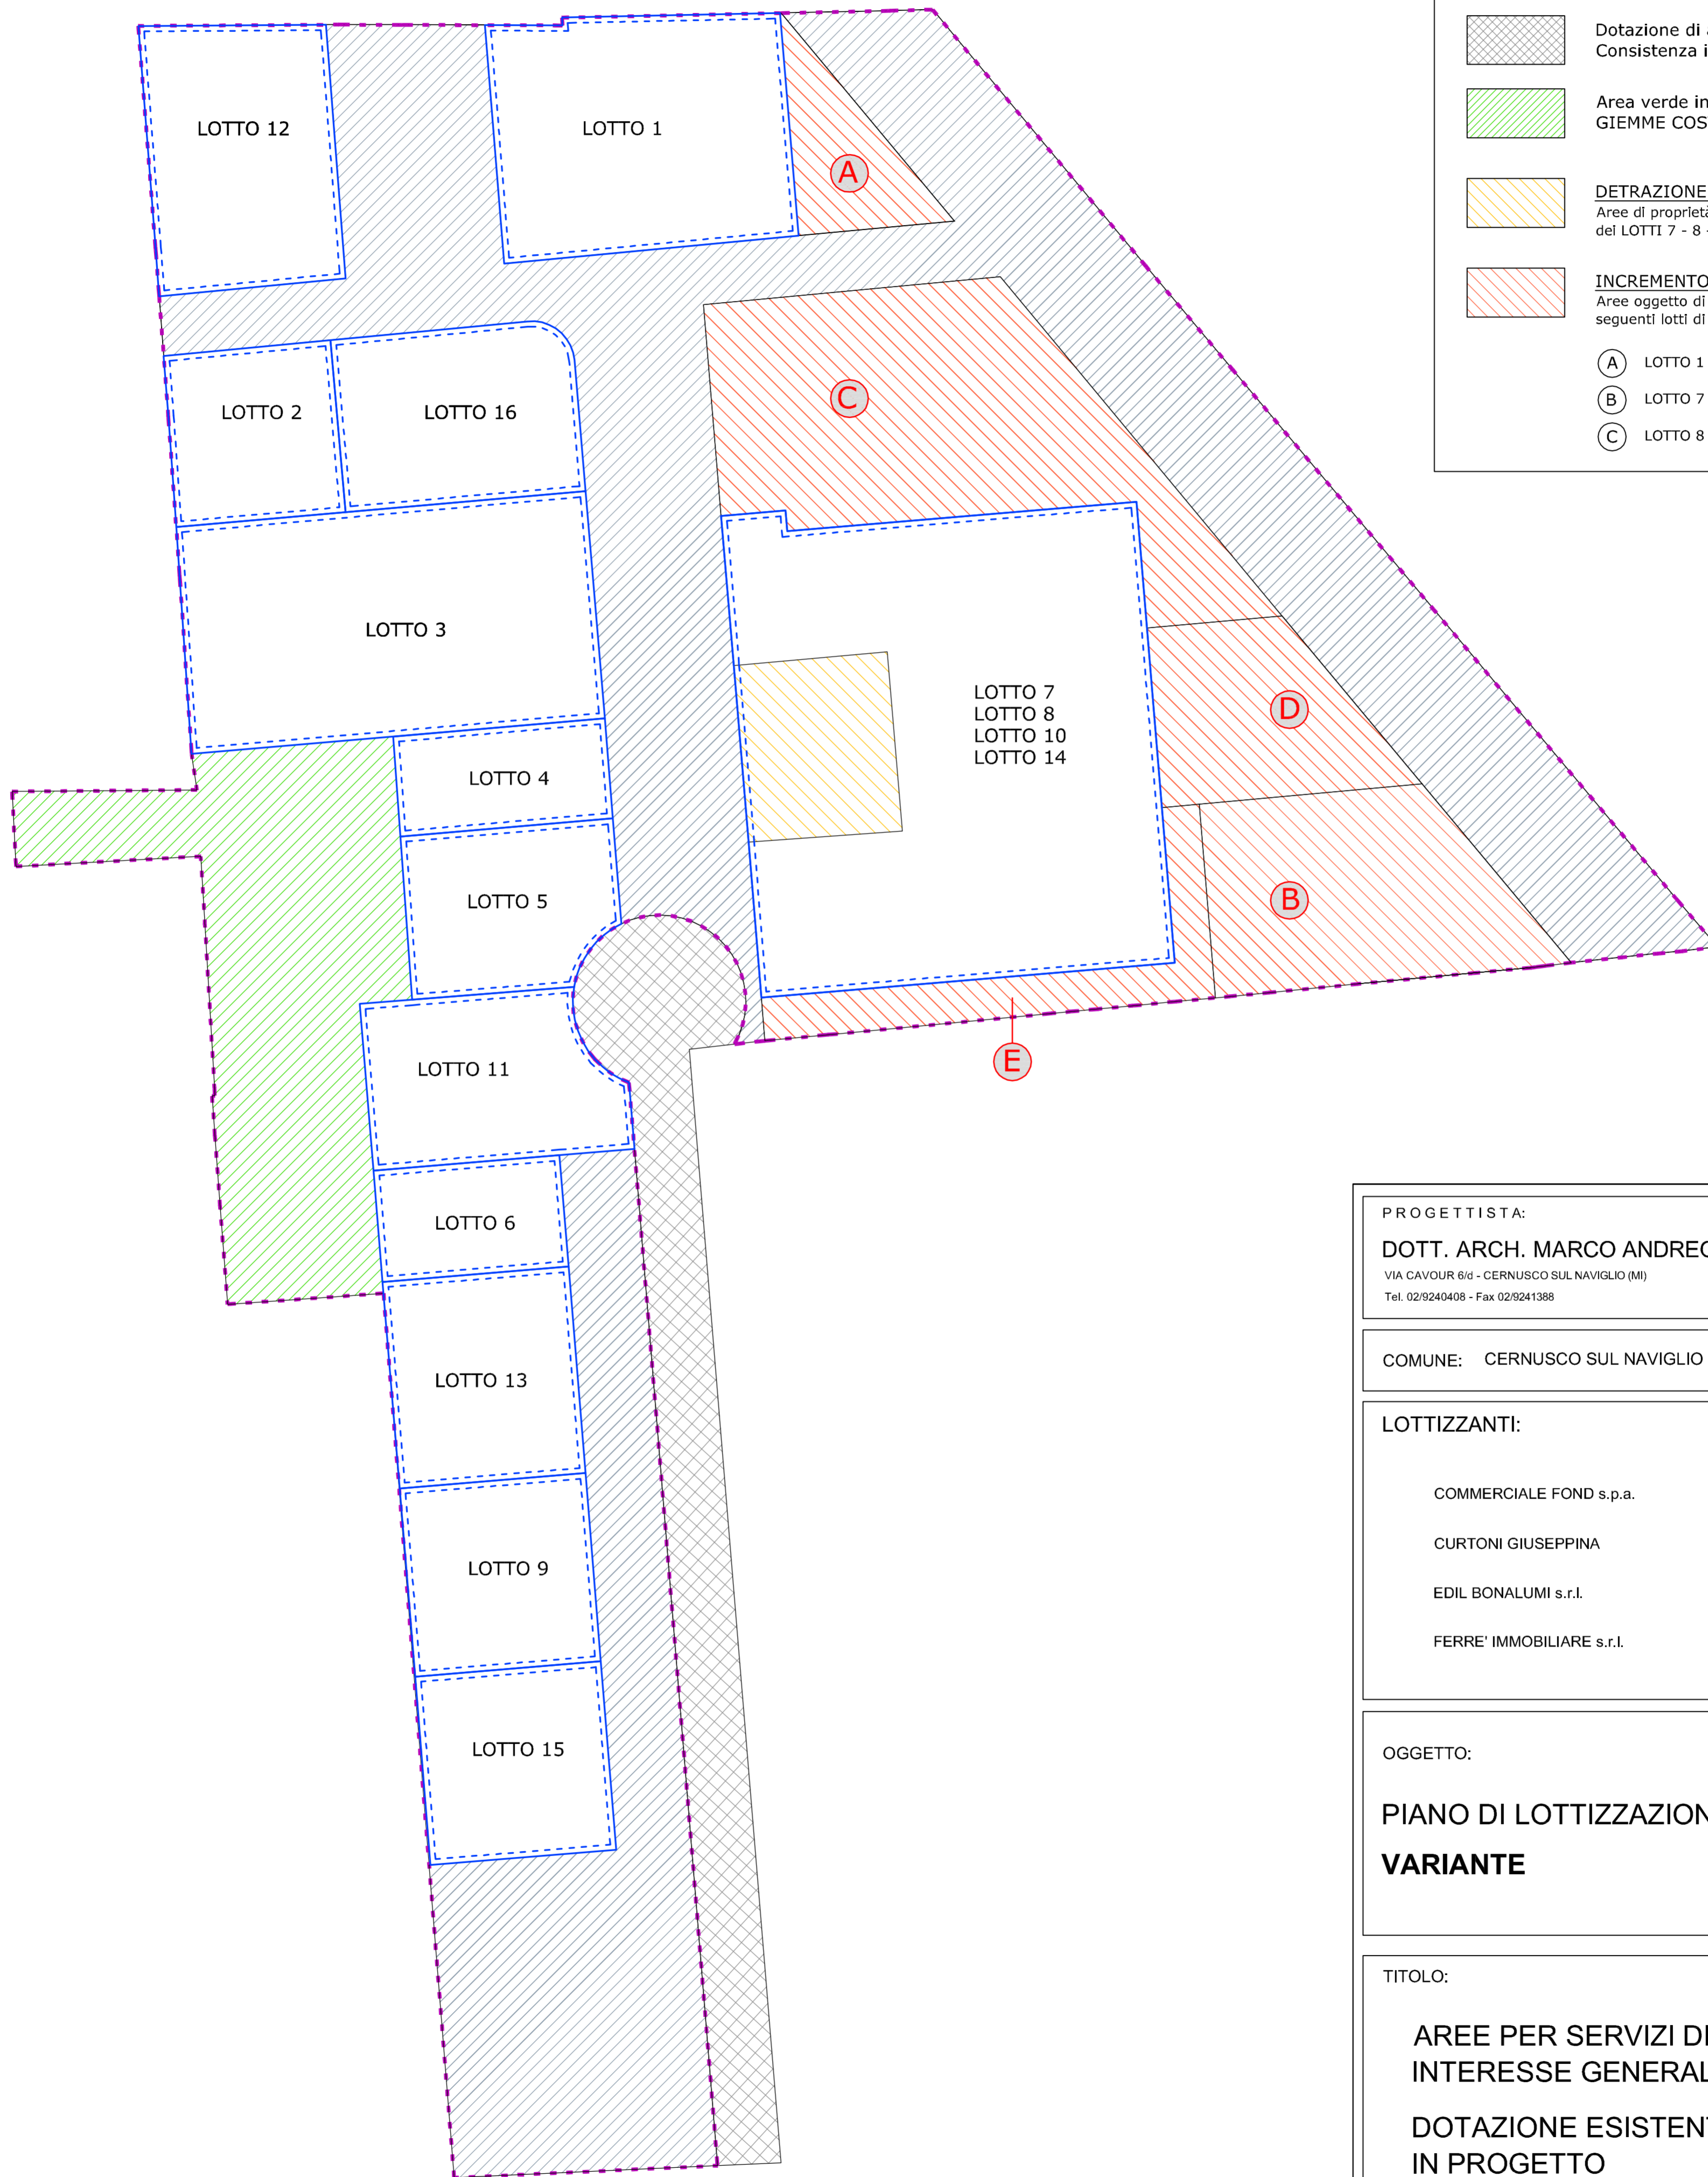 LOTTO 12
LOTTO 1
A
LOTTO 2
LOTTO 16
C
LOTTO 3
LOTTO 7
LOTTO 8
LOTTO 10
LOTTO 14
D
LOTTO 4
LOTTO 5
B
E
LOTTO 11
LOTTO 6
LOTTO 13
LOTTO 9
LOTTO 15
Dotazione di
Consistenza
Area verde in
GIEMME COS
DETRAZIONE
Aree di proprietà
dei LOTTI 7 - 8
INCREMENTO
Aree oggetto di
seguenti lotti di
A LOTTO 1
B LOTTO 7
C LOTTO 8
PROGETTISTA:
DOTT. ARCH. MARCO
VIA CAVOUR 6/d - CERNUSCO SUL NAVIGLIO (MI)
Tel. 02/9240408 - Fax 02/9241388
COMUNE: CERNUSCO SUL NAVIGLIO
LOTTIZZANTI:
COMMERCIALE FOND s.p.a.
CURTONI GIUSEPPINA
EDIL BONALUMI s.r.l.
FERRE' IMMOBILIARE s.r.l.
OGGETTO:
PIANO DI LOTTIZZAZION
VARIANTE
TITOLO:
AREE PER SERVIZI DI
INTERESSE GENERAL
DOTAZIONE ESISTENT
IN PROGETTO